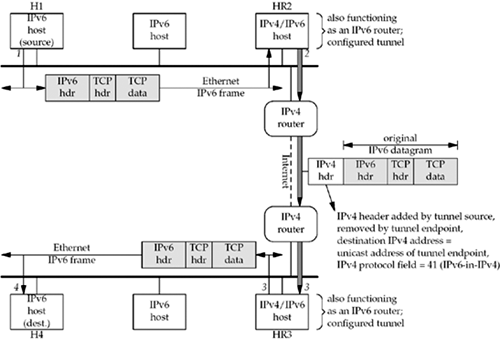 H1
HR2
IPv6
host
(source)
IPv6
host
IPv4/IPv6
host
also functioning
as an IPv6 router;
configured tunnel
1
2
IPv6
hdr
TCP
hdr
TCP
data
Ethernet
IPv6 frame
IPv4
router
original
IPv6 datagram
Internet
IPv4
hdr
IPv6
hdr
TCP
hdr
TCP
data
IPv4
router
IPv4 header added by tunnel source,
removed by tunnel endpoint,
destination IPv4 address =
unicast address of tunnel endpoint,
IPv4 protocol field = 41 (IPv6-in-IPv4)
Ethernet
IPv6 frame
IPv6
hdr
TCP
hdr
TCP
data
4
3
3
IPv6
host
(dest.)
IPv6
host
IPv4/IPv6
host
also functioning
as an IPv6 router;
configured tunnel
H4
HR3